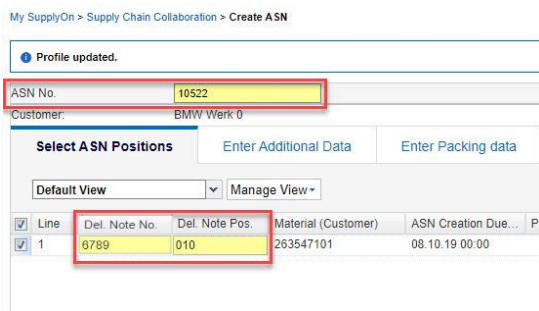 My SupplyOn > Supply Chain Collaboration > Create ASN
Profile updated.
ASN No. 10522
Customer: BMW Werk 0
Select ASN Positions Enter Additional Data Enter Packing data
Default View Manage View
Line Del. Note No. Del. Note Pos. Material (Customer) ASN Creation Due... P
1 6789 010 263547101 08.10.19 00:00